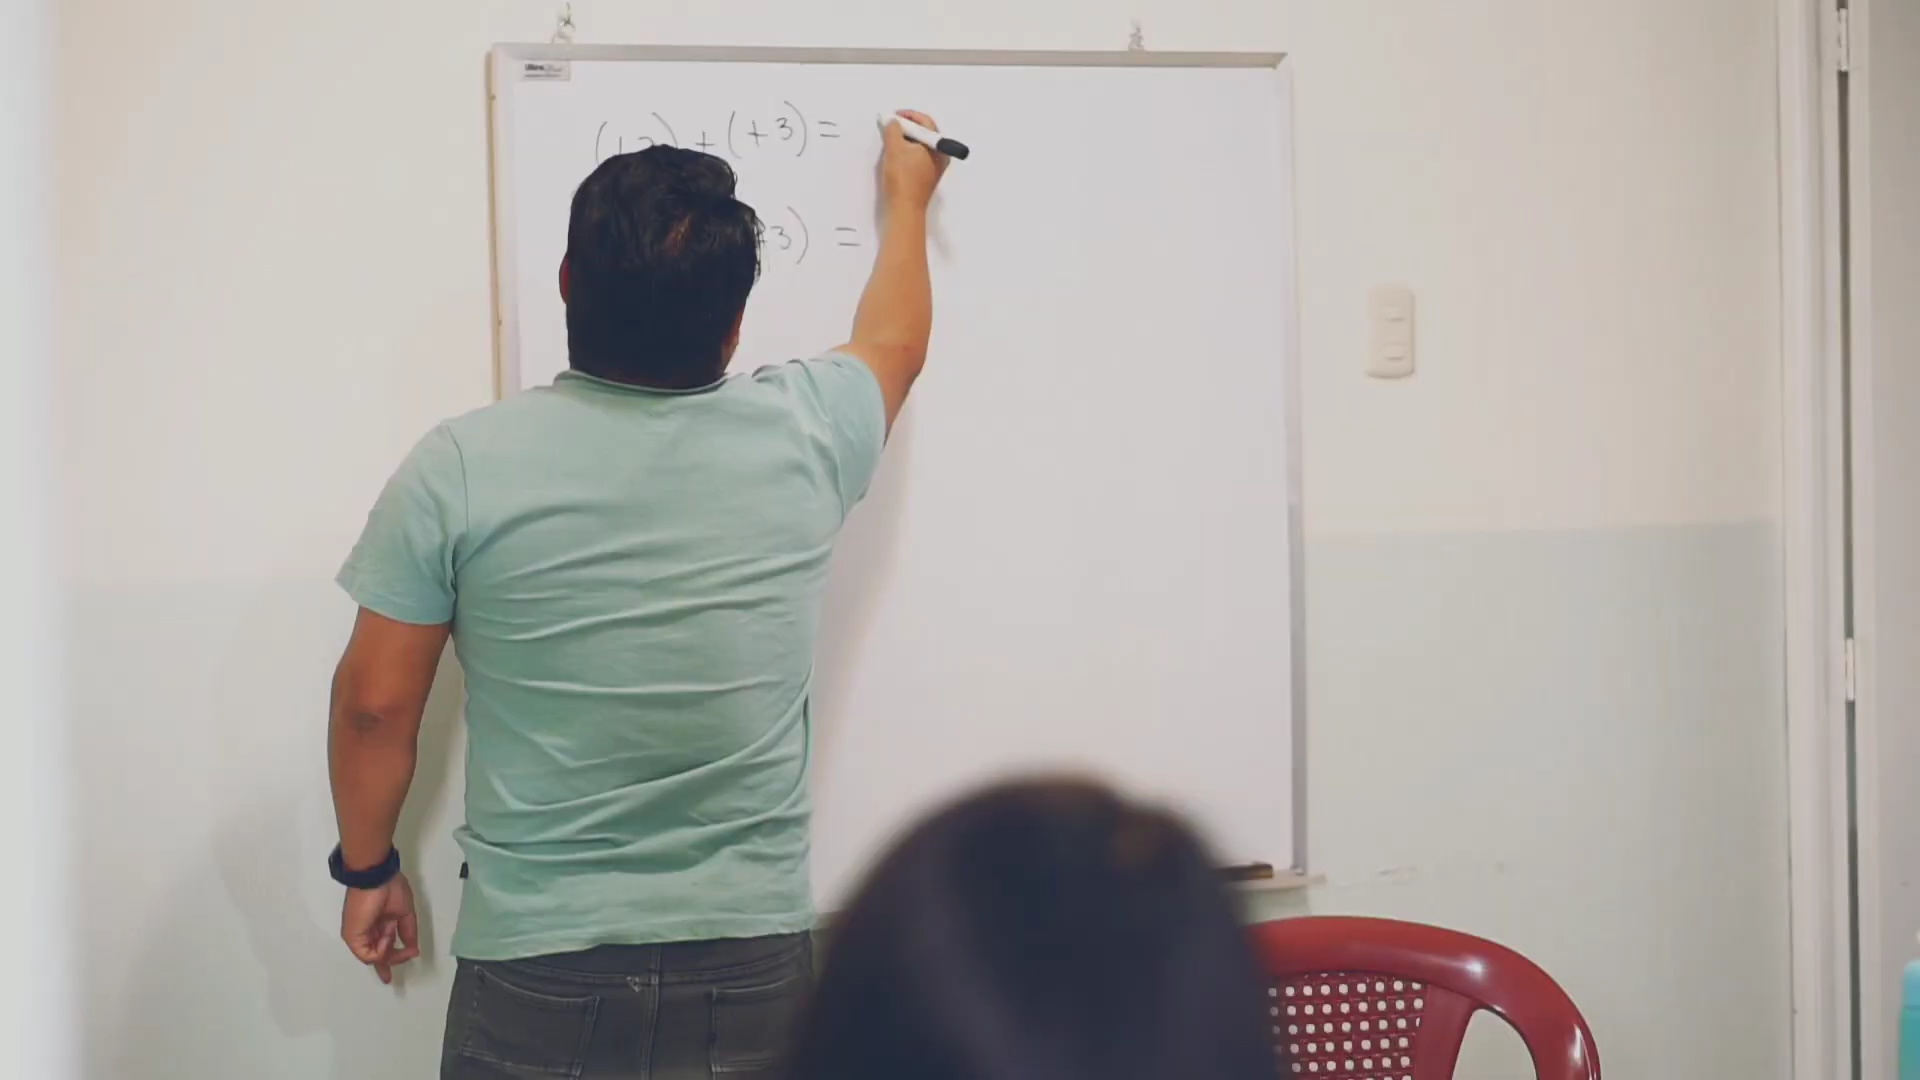 (+2) + (+3) =
+3) =